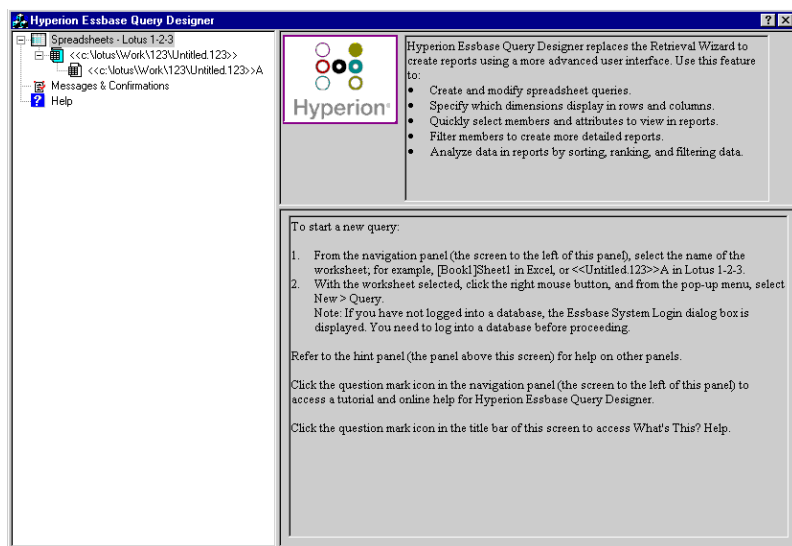 Hyperion Essbase Query Designer
Spreadsheets - Lotus 1-2-3
<<c:\lotus\Work\123\Untitled.123>>
<<c:\lotus\Work\123\Untitled.123>>A
Messages & Confirmations
Help
Hyperion
Hyperion Essbase Query Designer replaces the Retrieval Wizard to
create reports using a more advanced user interface. Use this feature
to:
• Create and modify spreadsheet queries.
• Specify which dimensions display in rows and columns.
• Quickly select members and attributes to view in reports.
• Filter members to create more detailed reports.
• Analyze data in reports by sorting, ranking, and filtering data.
To start a new query:
1. From the navigation panel (the screen to the left of this panel), select the name of the
worksheet; for example, [Book1]Sheet1 in Excel, or <<Untitled.123>>A in Lotus 1-2-3.
2. With the worksheet selected, click the right mouse button, and from the pop-up menu, select
New > Query.
Note: If you have not logged into a database, the Essbase System Login dialog box is
displayed. You need to log into a database before proceeding.
Refer to the hint panel (the panel above this screen) for help on other panels.
Click the question mark icon in the navigation panel (the screen to the left of this panel) to
access a tutorial and online help for Hyperion Essbase Query Designer.
Click the question mark icon in the title bar of this screen to access What's This? Help.